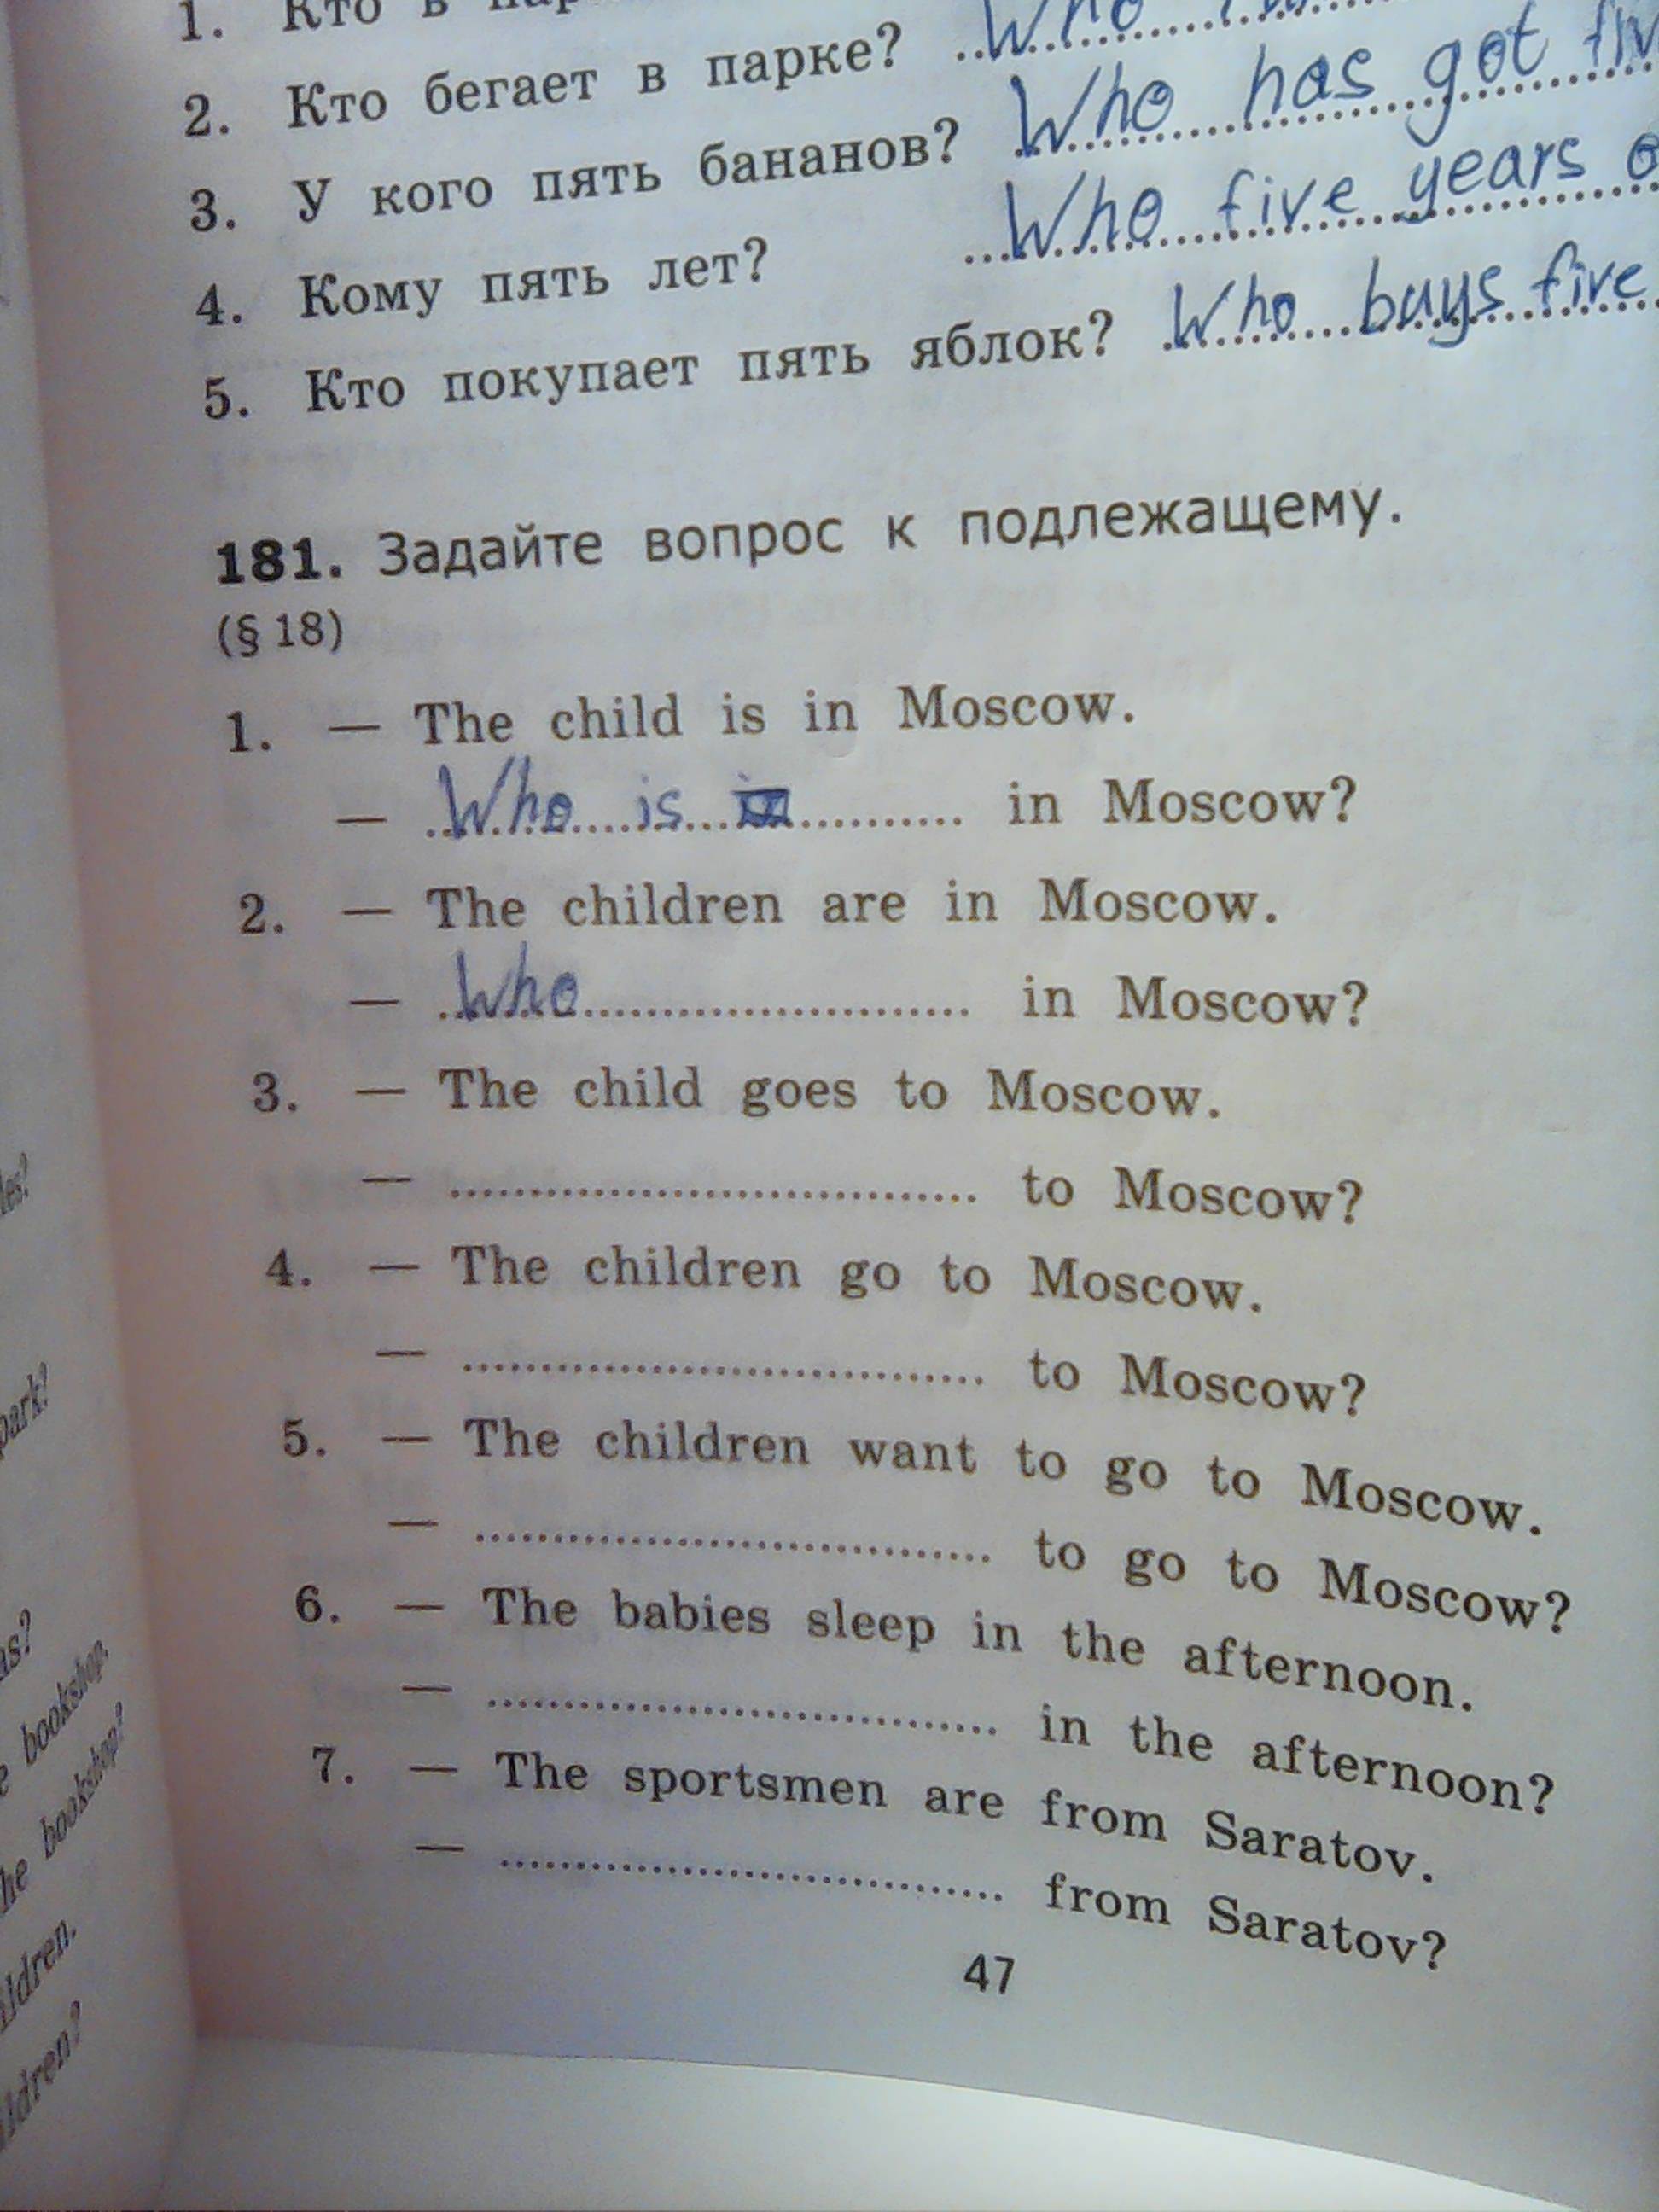 1. Кто в
2. Кто бегает в парке? Who
3. У кого пять бананов? Who has got
4. Кому пять лет? Who five years
5. Кто покупает пять яблок? Who buys five
181. Задайте вопрос к подлежащему.
(§ 18)
1. — The child is in Moscow.
— Who is in Moscow?
2. — The children are in Moscow.
— Who in Moscow?
3. — The child goes to Moscow.
— to Moscow?
4. — The children go to Moscow.
— to Moscow?
5. — The children want to go to Moscow.
— to go to Moscow?
6. — The babies sleep in the afternoon.
— in the afternoon?
7. — The sportsmen are from Saratov.
— from Saratov?
47
park?
bookshop.
bookshop?